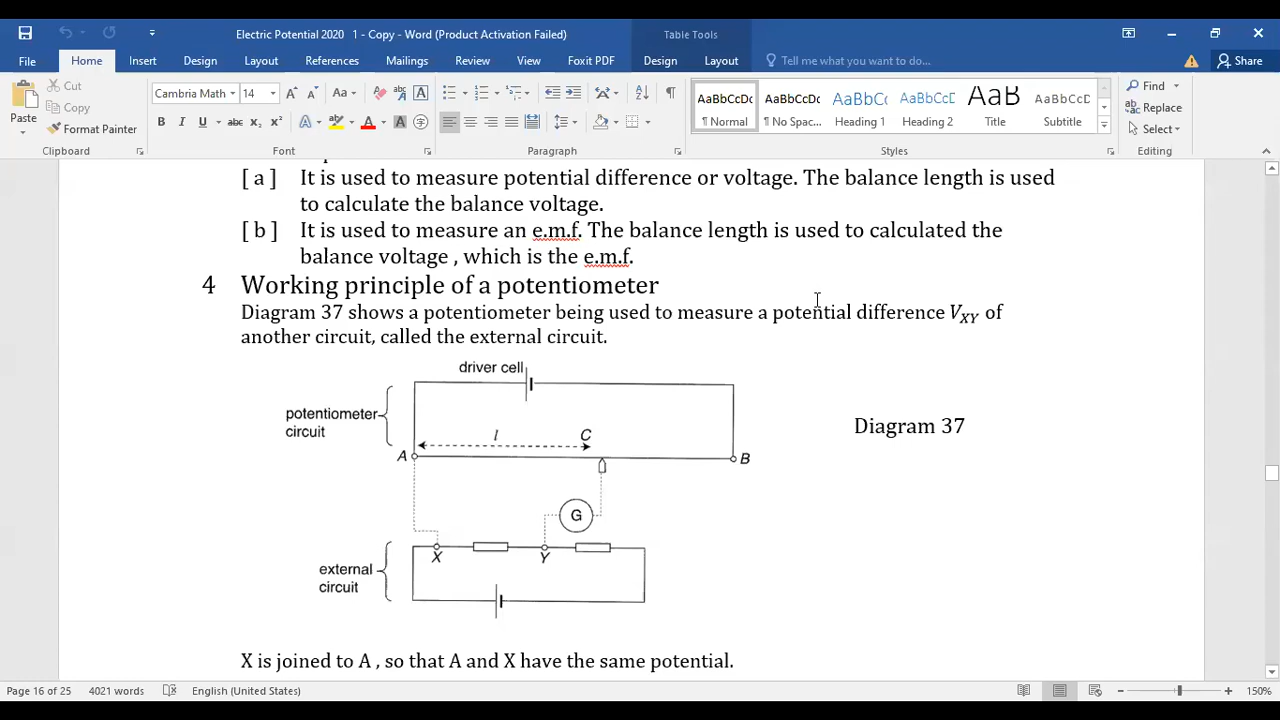 Electric Potential 2020 1 - Copy - Word (Product Activation Failed)
Table Tools
File Home Insert Design Layout References Mailings Review View Foxit PDF Design Layout Tell me what you want to do... Share
Paste
Cut
Copy
Format Painter
Clipboard
Cambria Math 14
Font
Paragraph
AaBbCcDc
¶ Normal
AaBbCcDc
¶ No Spac...
AaBbC
Heading 1
AaBbCcC
Heading 2
AaB
Title
AaBbCcD
Subtitle
Styles
Find
Replace
Select
Editing
[ a ] It is used to measure potential difference or voltage. The balance length is used
to calculate the balance voltage.
[ b ] It is used to measure an e.m.f. The balance length is used to calculated the
balance voltage , which is the e.m.f.
4 Working principle of a potentiometer
Diagram 37 shows a potentiometer being used to measure a potential difference VXY of
another circuit, called the external circuit.
driver cell
potentiometer
circuit
l
C
A
B
Diagram 37
G
X
Y
external
circuit
X is joined to A , so that A and X have the same potential.
Page 16 of 25 4021 words English (United States) 150%